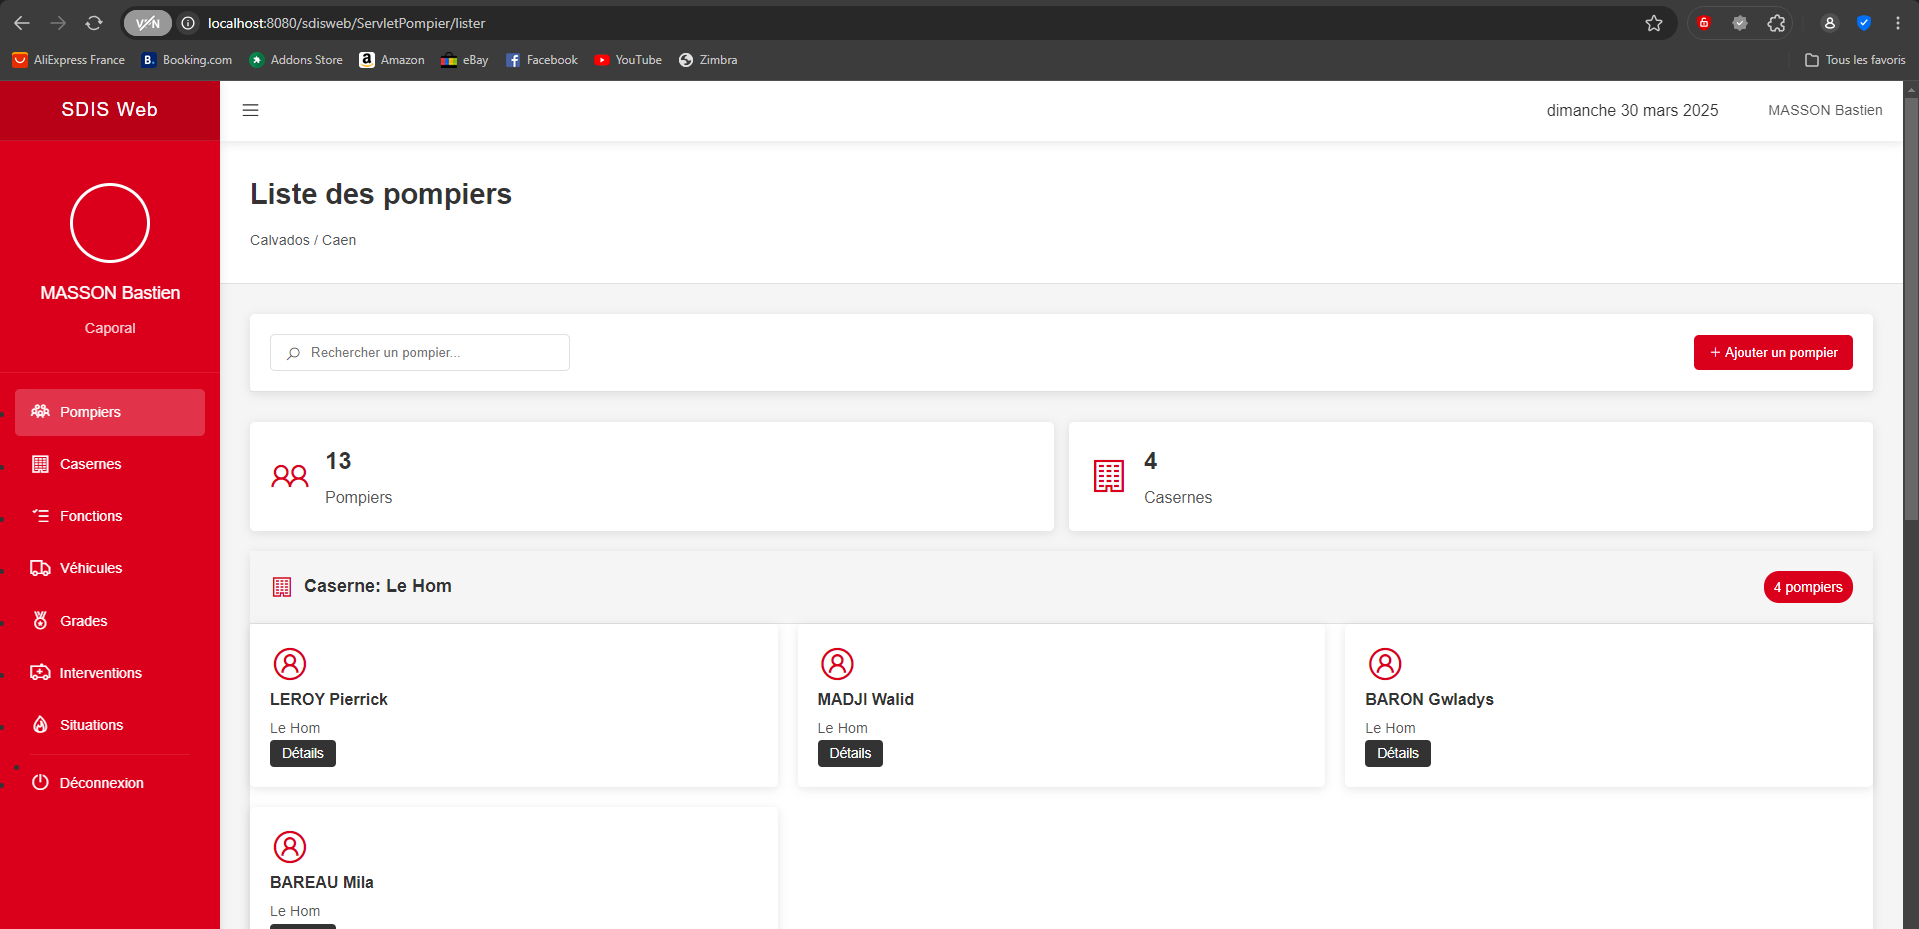 VPN
localhost:8080/sdisweb/ServletPompier/lister
AliExpress France
B.
Booking.com
Addons Store
a
Amazon
eBay
Facebook
YouTube
Zimbra
Tous les favoris
SDIS Web
dimanche 30 mars 2025
MASSON Bastien
MASSON Bastien
Caporal
Pompiers
Casernes
Fonctions
Véhicules
Grades
Interventions
Situations
Déconnexion
Liste des pompiers
Calvados / Caen
Rechercher un pompier...
+ Ajouter un pompier
13
Pompiers
4
Casernes
Caserne: Le Hom
4 pompiers
LEROY Pierrick
Le Hom
Détails
MADJI Walid
Le Hom
Détails
BARON Gwladys
Le Hom
Détails
BAREAU Mila
Le Hom